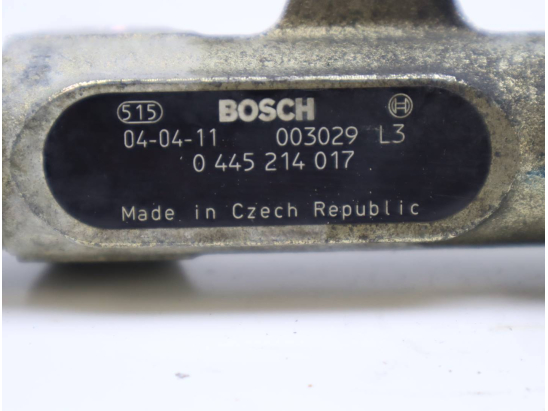 515 BOSCH
04-04-11 003029 L3
0 445 214 017
Made in Czech Republic